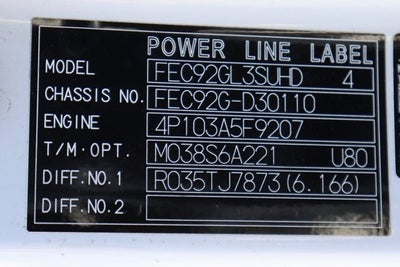 POWER LINE LABEL
MODEL FEC92GL3SUHD 4
CHASSIS NO. FEC92G-D30110
ENGINE 4P103A5F9207
T/M·OPT. M038S6A221 U80
DIFF.NO.1 R035TJ7873(6.166)
DIFF.NO.2